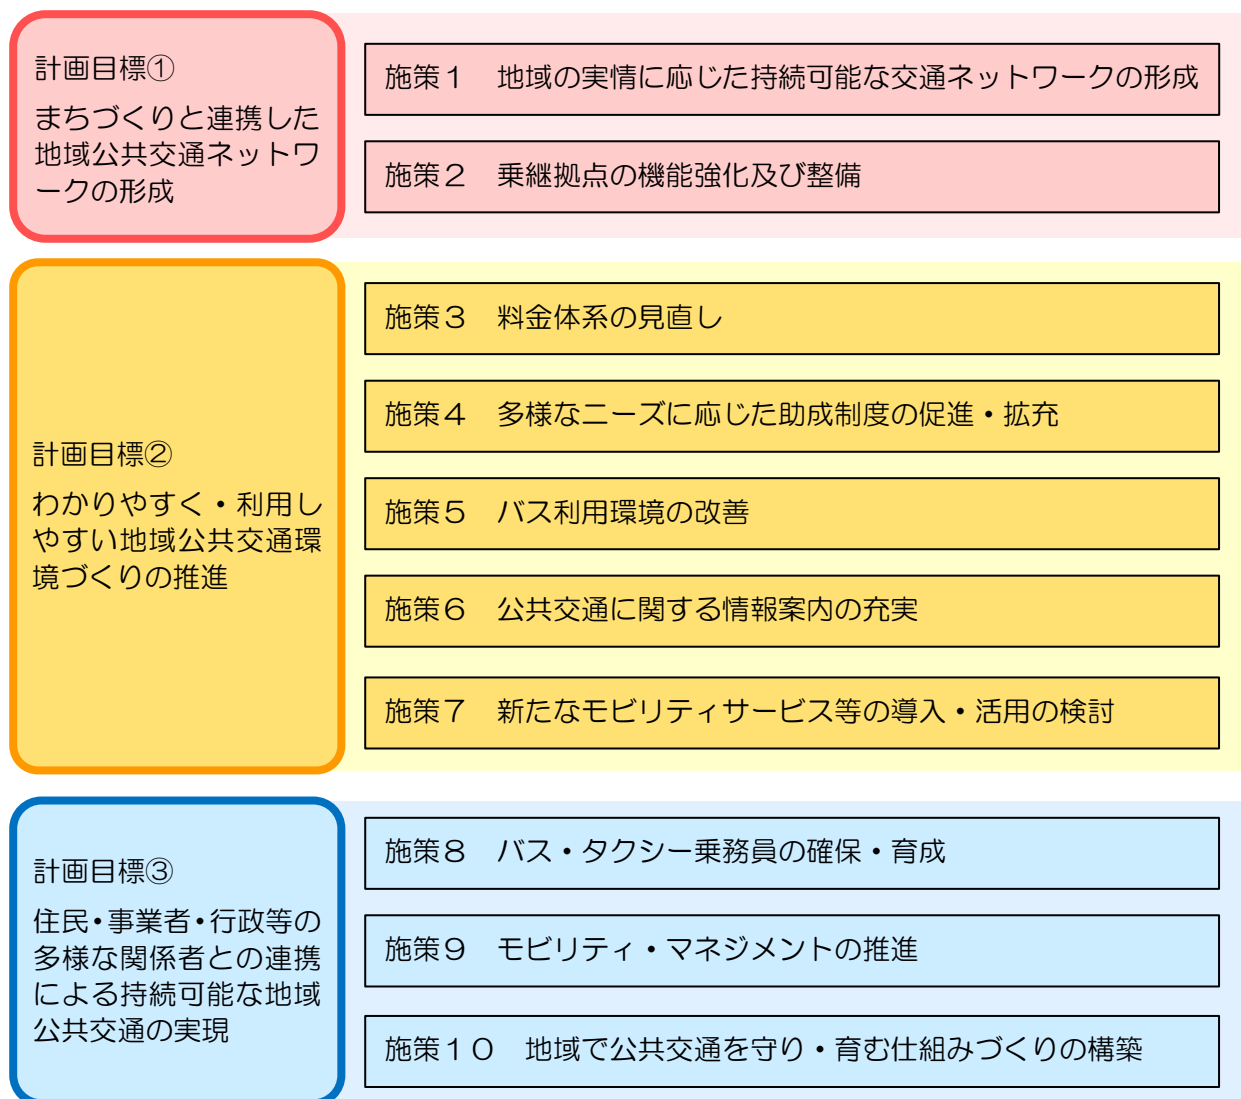 計画目標①
まちづくりと連携した
地域公共交通ネットワ
ークの形成
施策１　地域の実情に応じた持続可能な交通ネットワークの形成
施策２　乗継拠点の機能強化及び整備
計画目標②
わかりやすく・利用し
やすい地域公共交通環
境づくりの推進
施策３　料金体系の見直し
施策４　多様なニーズに応じた助成制度の促進・拡充
施策５　バス利用環境の改善
施策６　公共交通に関する情報案内の充実
施策７　新たなモビリティサービス等の導入・活用の検討
計画目標③
住民・事業者・行政等の
多様な関係者との連携
による持続可能な地域
公共交通の実現
施策８　バス・タクシー乗務員の確保・育成
施策９　モビリティ・マネジメントの推進
施策１０　地域で公共交通を守り・育む仕組みづくりの構築